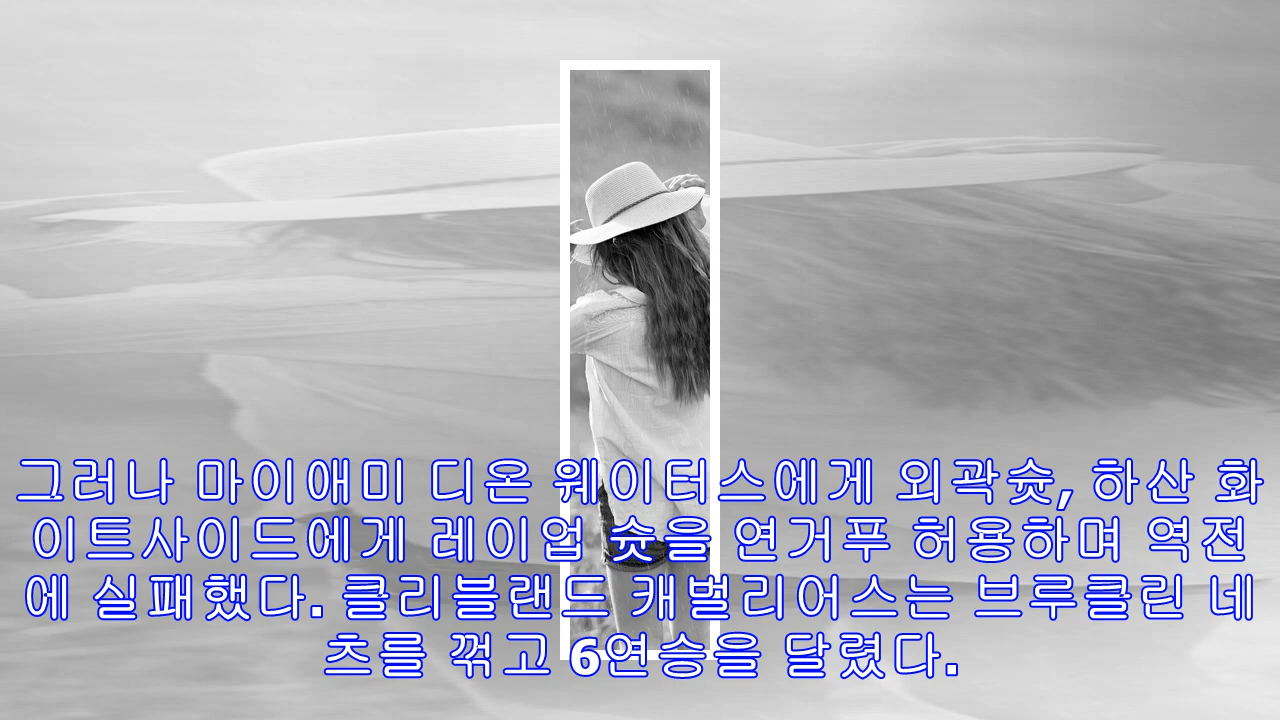 그러나 마이애미 디온 웨이터스에게 외곽슛, 하산 화
이트사이드에게 레이업 슛을 연거푸 허용하며 역전
에 실패했다. 클리블랜드 캐벌리어스는 브루클린 네
츠를 꺾고 6연승을 달렸다.